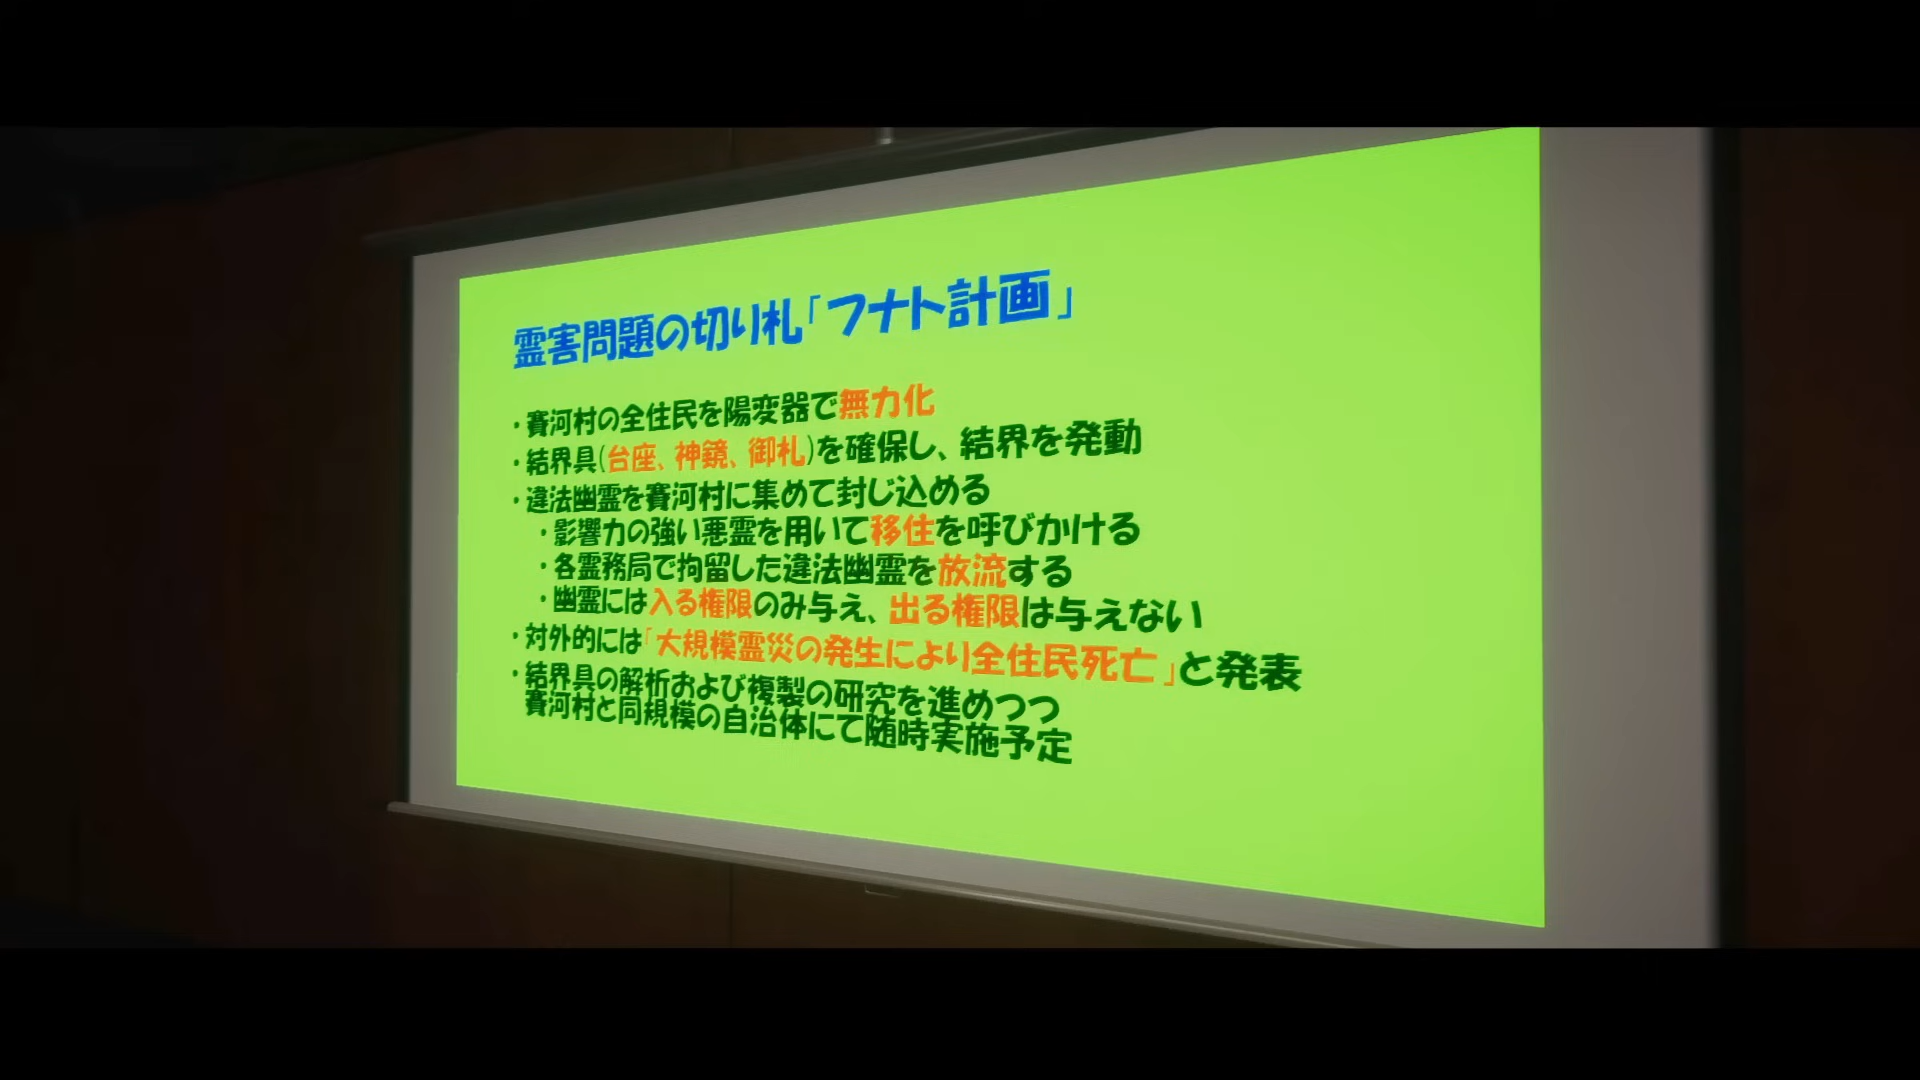 霊害問題の切り札「フナト計画」
・賽河村の全住民を陽変器で無力化
・結界具(台座、神鏡、御札)を確保し、結界を発動
・違法幽霊を賽河村に集めて封じ込める
・影響力の強い悪霊を用いて移住を呼びかける
・各霊務局で拘留した違法幽霊を放流する
・幽霊には入る権限のみ与え、出る権限は与えない
・対外的には「大規模霊災の発生により全住民死亡」と発表
・結界具の解析および複製の研究を進めつつ
賽河村と同規模の自治体にて随時実施予定